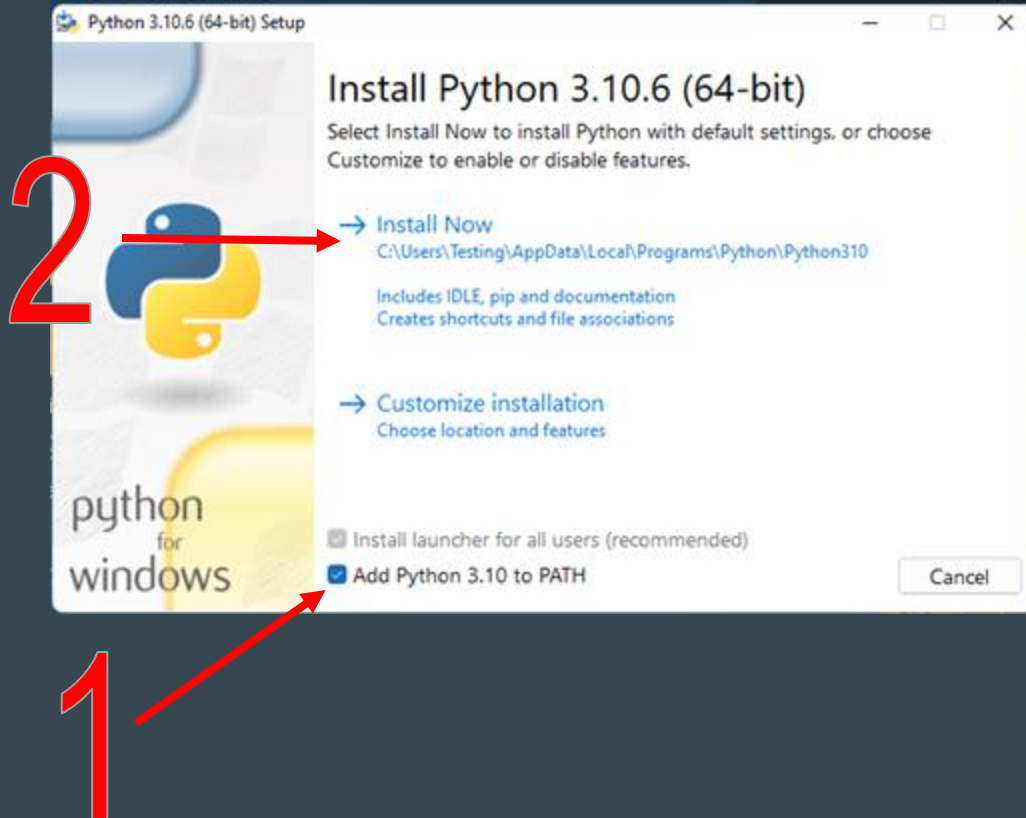 Python 3.10.6 (64-bit) Setup
Install Python 3.10.6 (64-bit)
Select Install Now to install Python with default settings, or choose
Customize to enable or disable features.
2
→ Install Now
C:\Users\Testing\AppData\Local\Programs\Python\Python310
Includes IDLE, pip and documentation
Creates shortcuts and file associations
→ Customize installation
Choose location and features
python
for
windows
Install launcher for all users (recommended)
Add Python 3.10 to PATH
Cancel
1